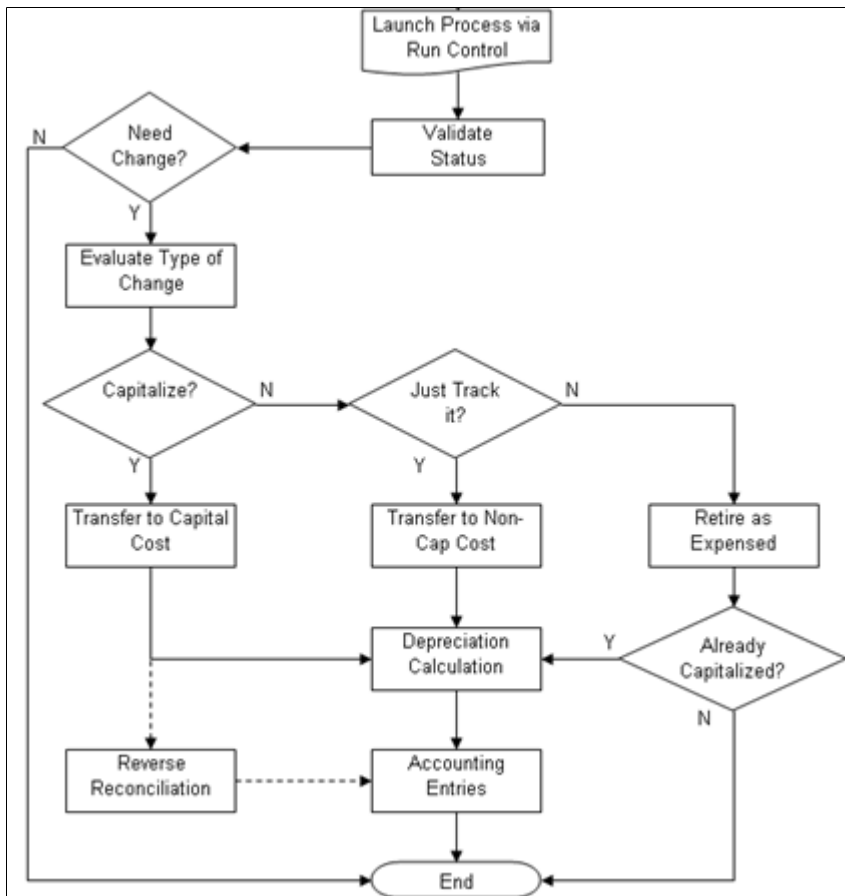 Launch Process via
Run Control
N
Need
Change?
Validate
Status
Y
Evaluate Type of
Change
Capitalize?
N
Just Track
it?
N
Y
Y
Transfer to Capital
Cost
Transfer to Non-
Cap Cost
Retire as
Expensed
Depreciation
Calculation
Y
Already
Capitalized?
N
Reverse
Reconciliation
Accounting
Entries
End